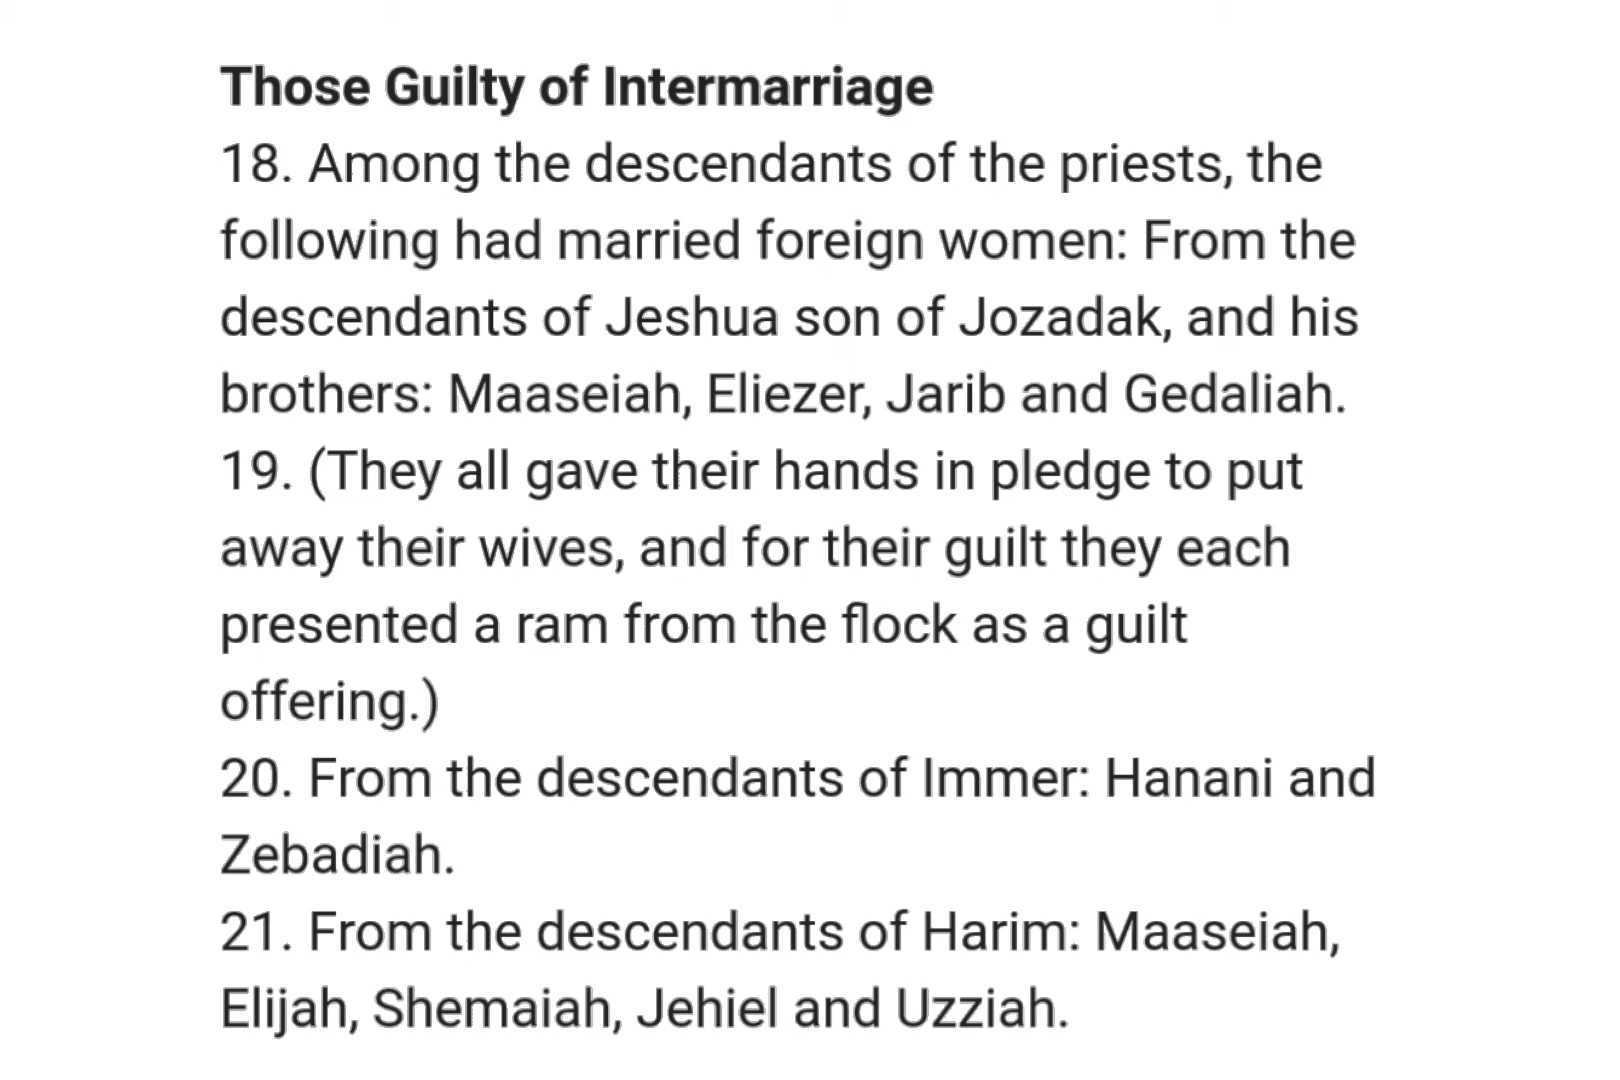 Those Guilty of Intermarriage
18. Among the descendants of the priests, the
following had married foreign women: From the
descendants of Jeshua son of Jozadak, and his
brothers: Maaseiah, Eliezer, Jarib and Gedaliah.
19. (They all gave their hands in pledge to put
away their wives, and for their guilt they each
presented a ram from the flock as a guilt
offering.)
20. From the descendants of Immer: Hanani and
Zebadiah.
21. From the descendants of Harim: Maaseiah,
Elijah, Shemaiah, Jehiel and Uzziah.